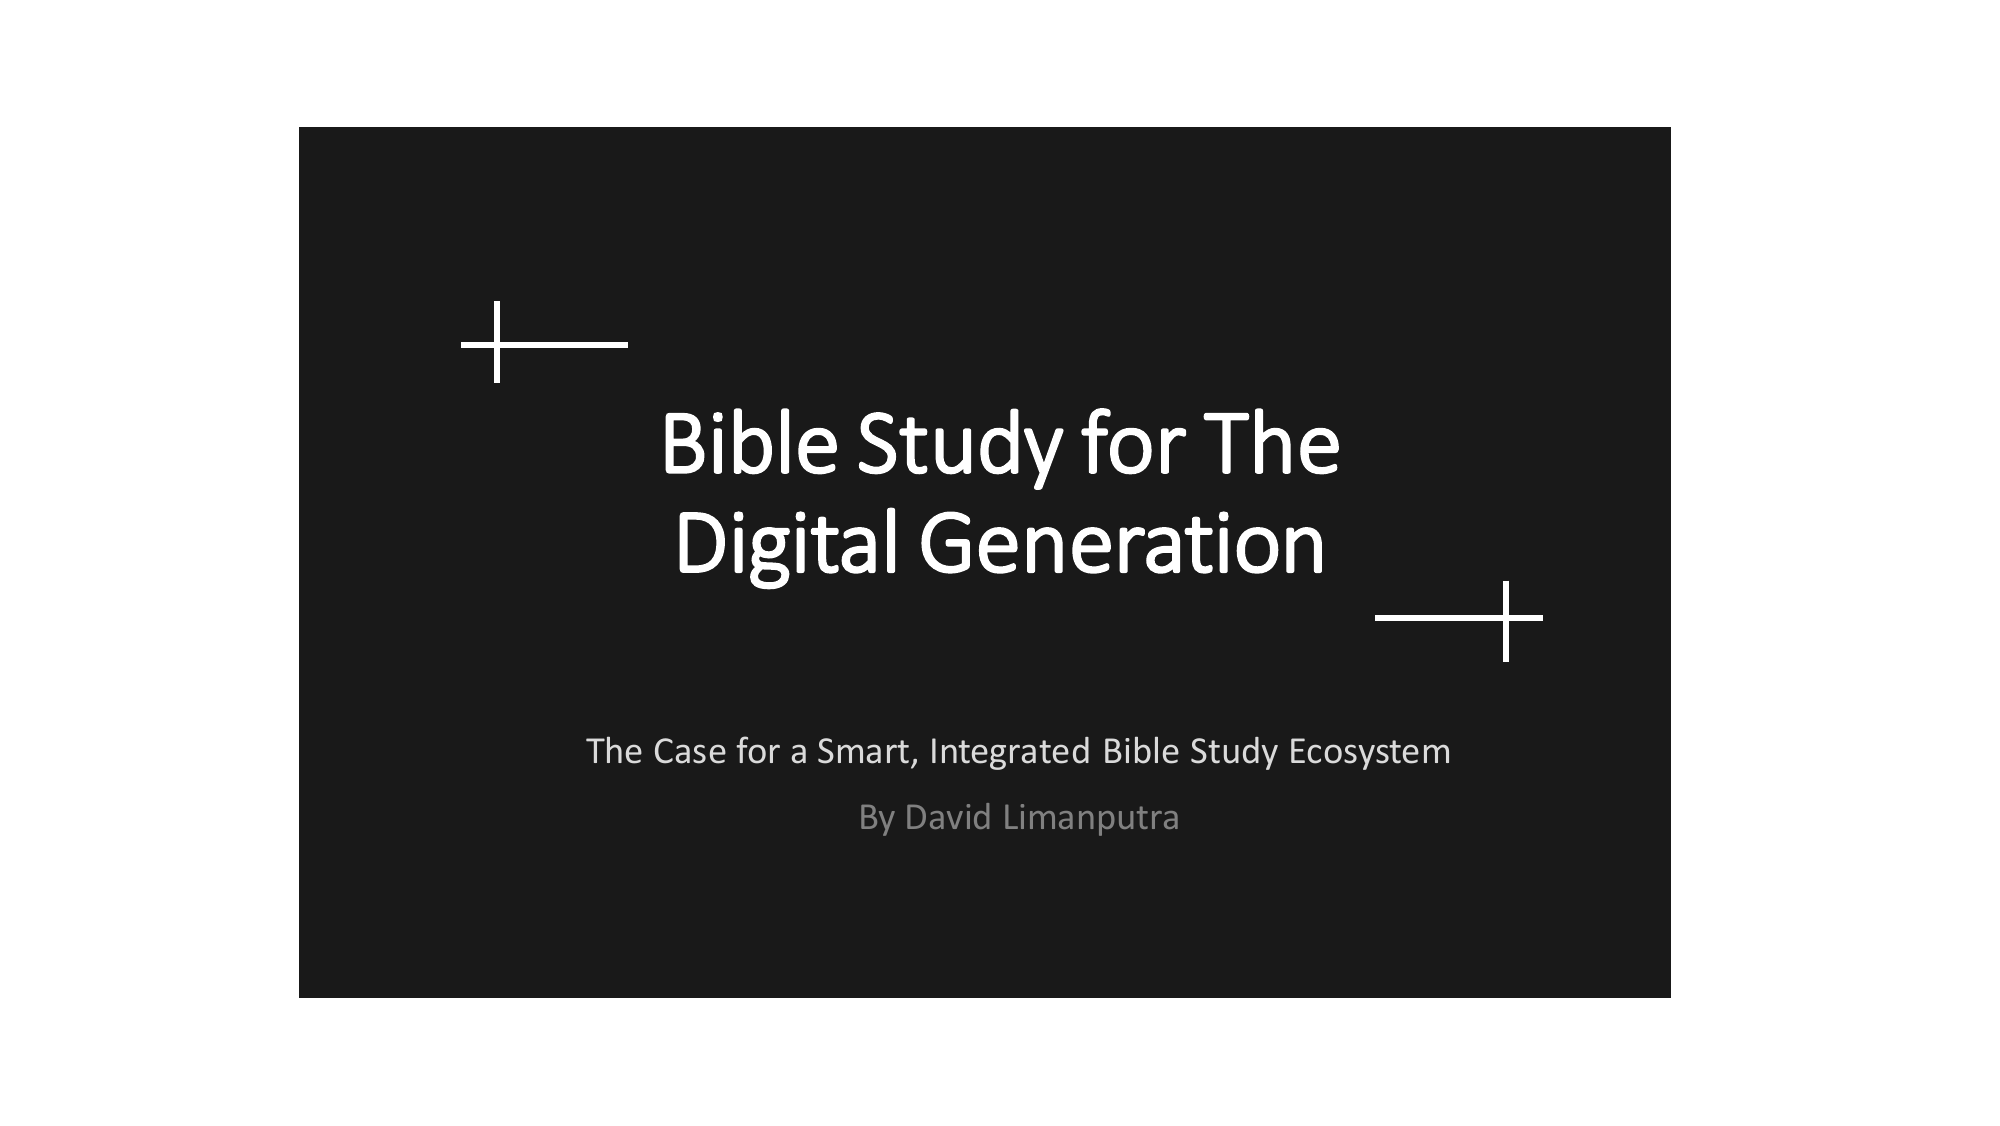 Bible Study for The
Digital Generation
The Case for a Smart, Integrated Bible Study Ecosystem
By David Limanputra